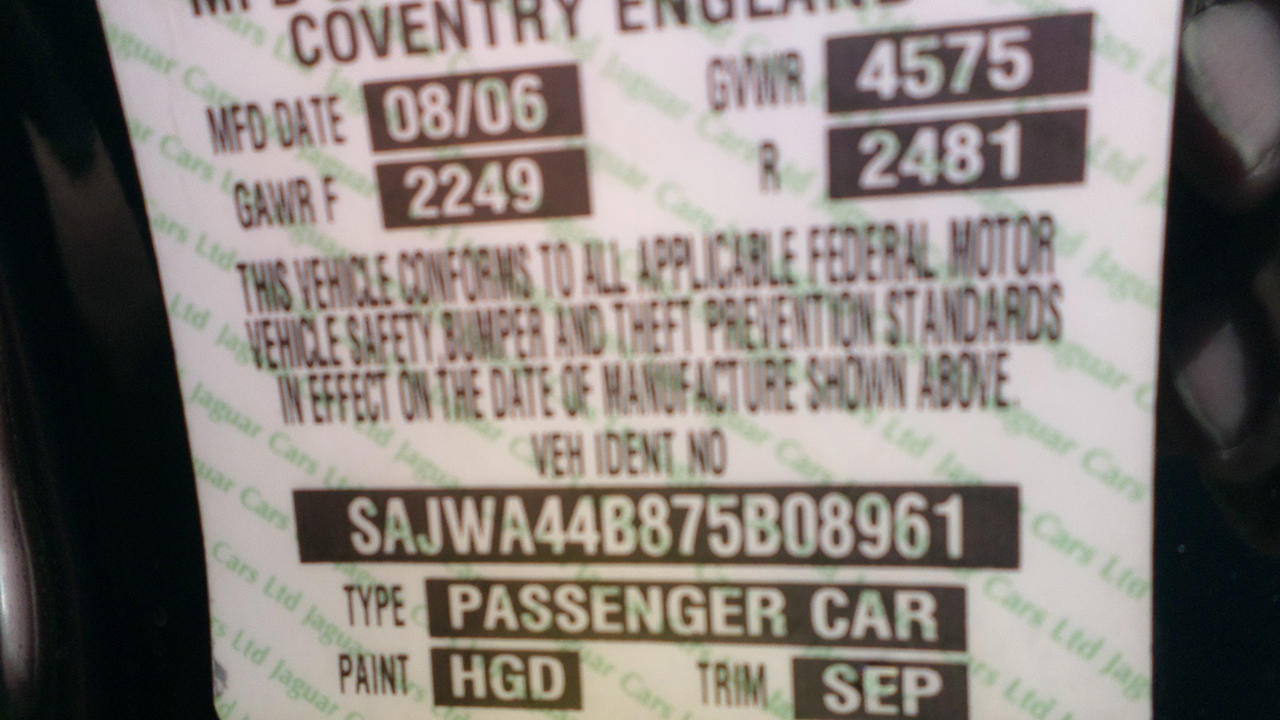 COVENTRY ENGLAND
MFD DATE 08/06 GVWR 4575
GAWR F 2249 R 2481
THIS VEHICLE CONFORMS TO ALL APPLICABLE FEDERAL MOTOR
VEHICLE SAFETY,BUMPER AND THEFT PREVENTION STANDARDS
IN EFFECT ON THE DATE OF MANUFACTURE SHOWN ABOVE.
VEH IDENT NO
SAJWA44B875B08961
TYPE PASSENGER CAR
PAINT HGD TRIM SEP